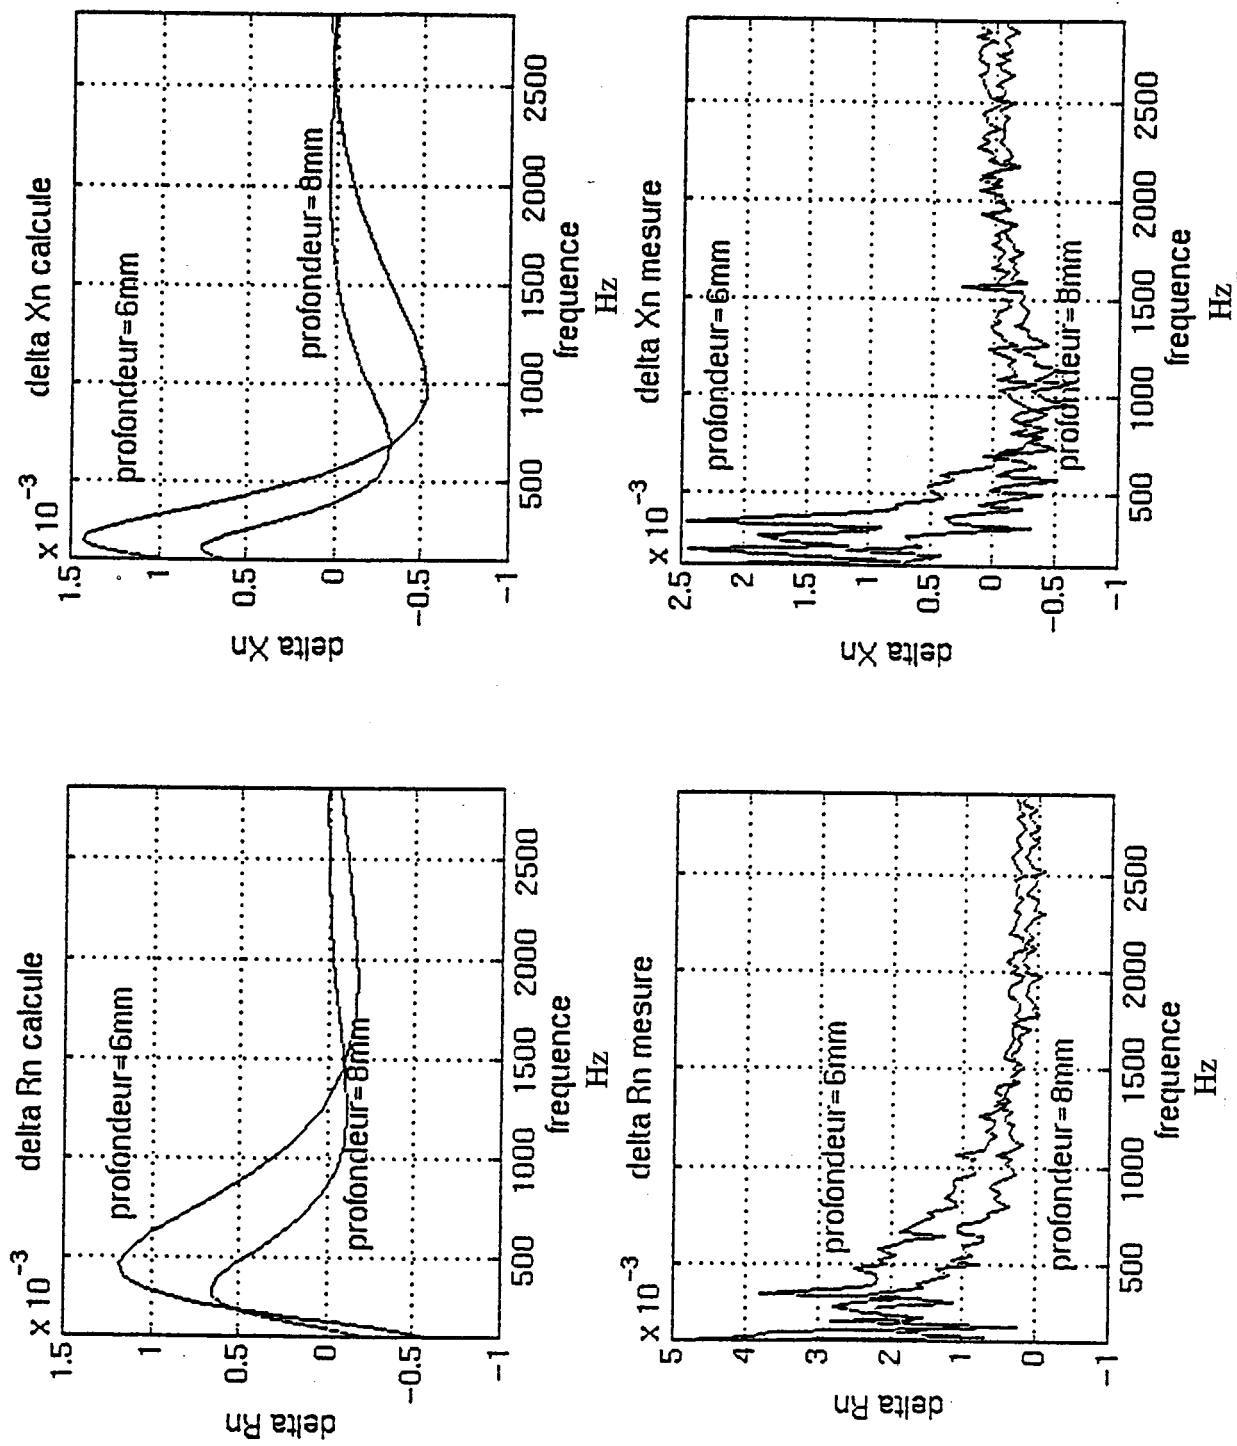 delta Rn calcule
x 10-3
1.5
1
0.5
0
-0.5
-1
delta Rn
profondeur=6mm
profondeur=8mm
500
1000
1500
2000
2500
frequence
Hz
delta Xn calcule
x 10-3
1.5
1
0.5
0
-0.5
-1
delta Xn
profondeur=6mm
profondeur=8mm
500
1000
1500
2000
2500
frequence
Hz
delta Rn mesure
x 10-3
5
4
3
2
1
0
-1
delta Rn
profondeur=6mm
profondeur=8mm
500
1000
1500
2000
2500
frequence
Hz
delta Xn mesure
x 10-3
2.5
2
1.5
1
0.5
0
-0.5
-1
delta Xn
profondeur=6mm
profondeur=8mm
500
1000
1500
2000
2500
frequence
Hz